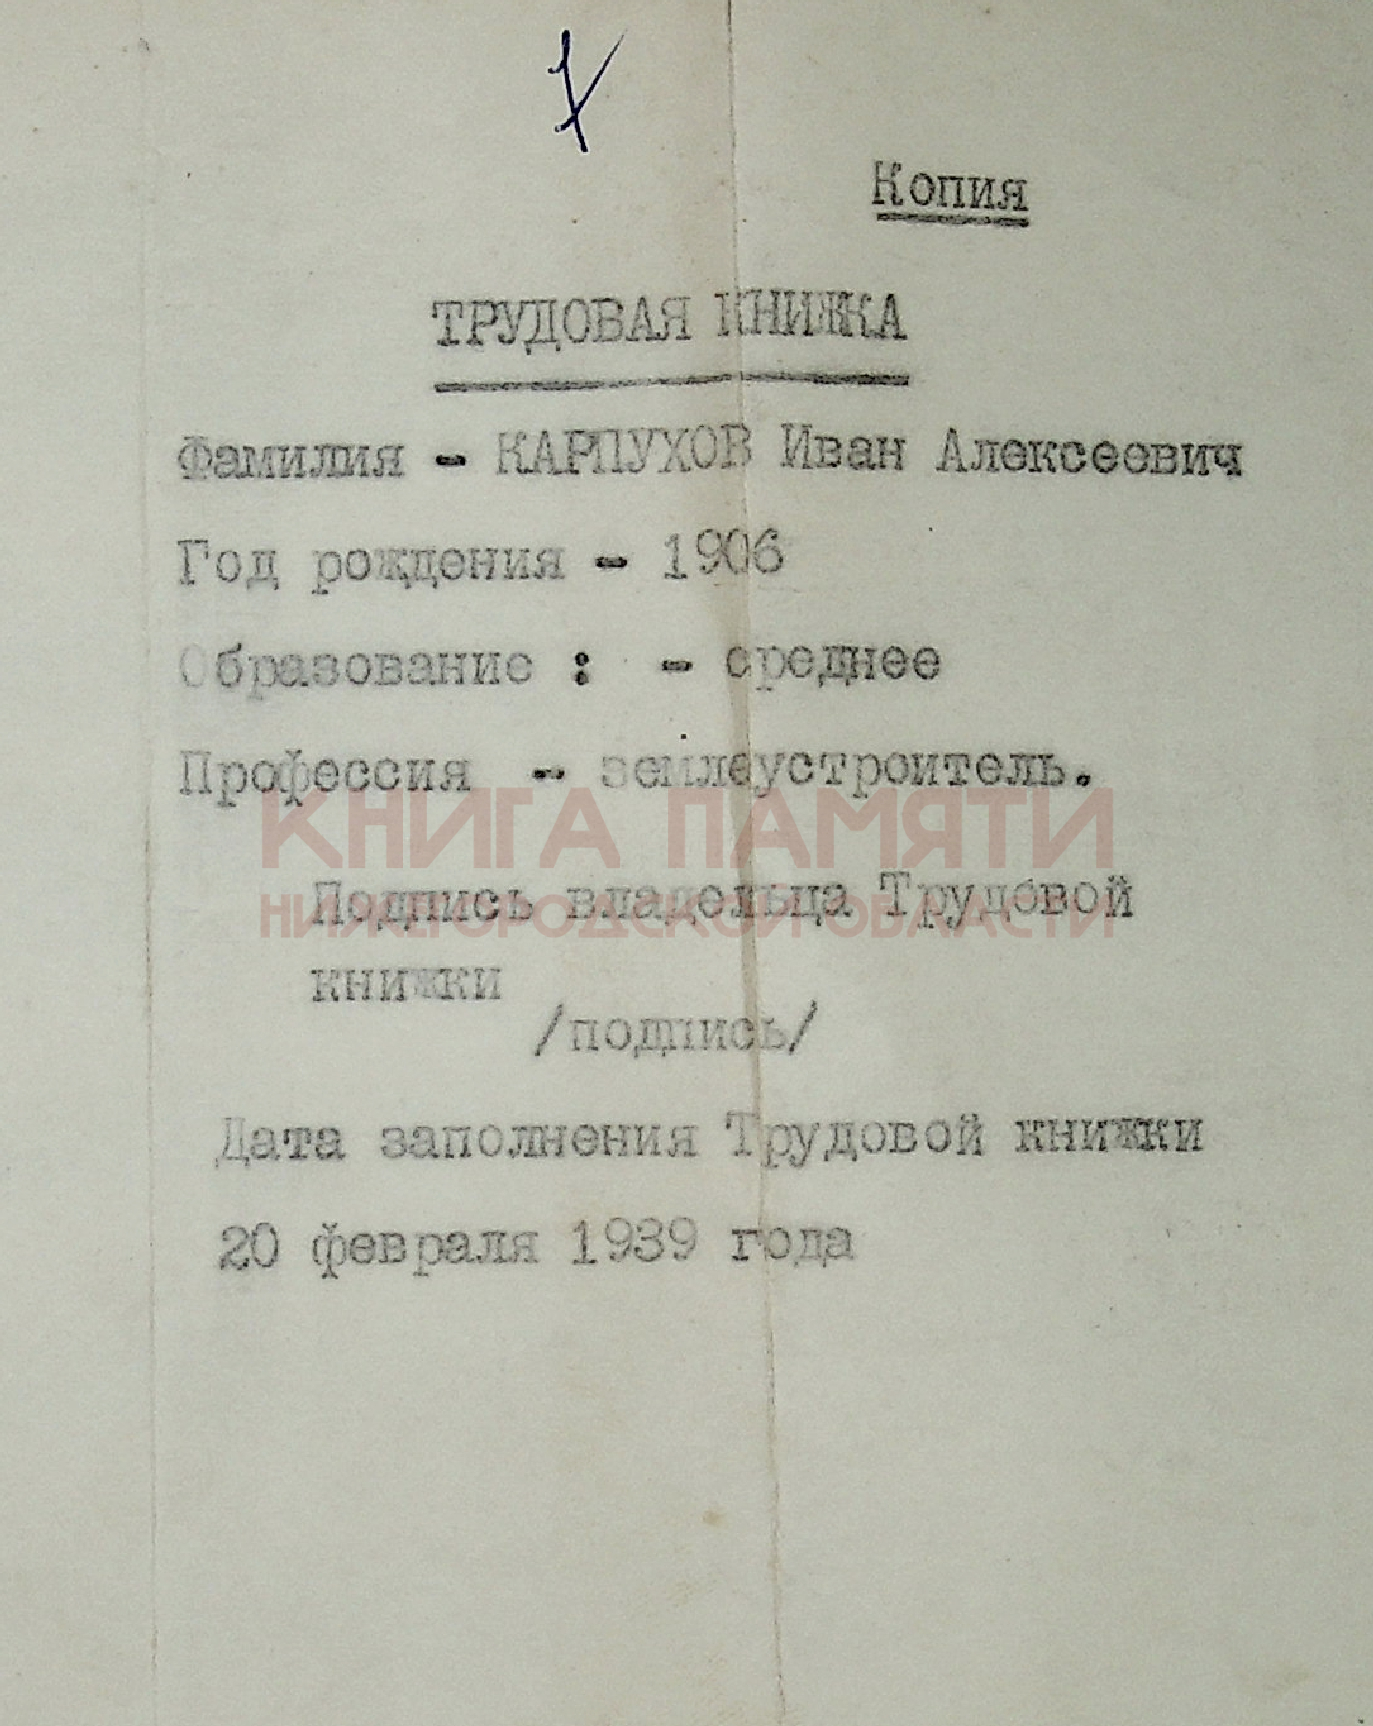 Копия
ТРУДОВАЯ КНИЖКА
Фамилия - КАРПУХОВ Иван Алексеевич
Год рождения - 1906
Образование : - среднее
Профессия - землеустроитель.
КНИГА ПАМЯТИ
Подпись владельца Трудовой
НИЖЕГОРОДСКОЙ ОБЛАСТИ
книжки
/подпись/
Дата заполнения Трудовой книжки
20 февраля 1939 года